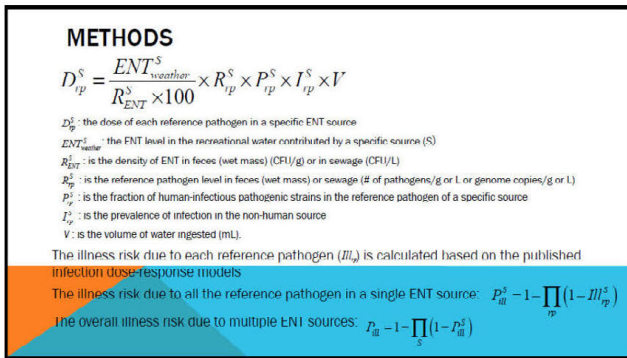 METHODS
D^S_rp = ENT^S_weather / (R^S_ENT × 100) × R^S_rp × P^S_rp × I^S_rp × V
D^S_rp : the dose of each reference pathogen in a specific ENT source
ENT^S_weather : the ENT level in the recreational water contributed by a specific source (S)
R^S_ENT : is the density of ENT in feces (wet mass) (CFU/g) or in sewage (CFU/L)
R^S_rp : is the reference pathogen level in feces (wet mass) or sewage (# of pathogens/g or L or genome copies/g or L)
P^S_rp : is the fraction of human-infectious pathogenic strains in the reference pathogen of a specific source
I^S_rp : is the prevalence of infection in the non-human source
V : is the volume of water ingested (mL).
The illness risk due to each reference pathogen (Ill_rp) is calculated based on the published
infection dose-response models
The illness risk due to all the reference pathogen in a single ENT source: P^S_ill = 1 − ∏_rp (1 − Ill^S_rp)
The overall illness risk due to multiple ENT sources: P_ill = 1 − ∏_S (1 − P^S_ill)